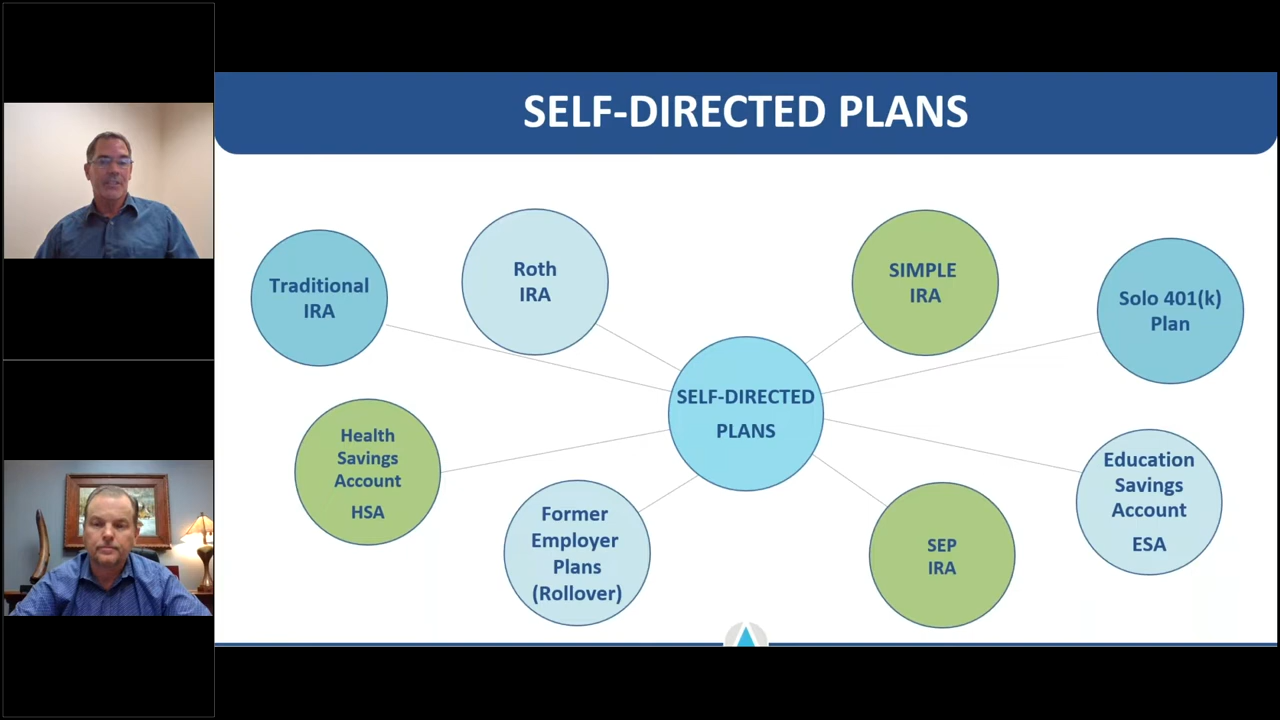 SELF-DIRECTED PLANS
Traditional
IRA
Roth
IRA
SIMPLE
IRA
Solo 401(k)
Plan
SELF-DIRECTED
PLANS
Health
Savings
Account
HSA
Former
Employer
Plans
(Rollover)
SEP
IRA
Education
Savings
Account
ESA